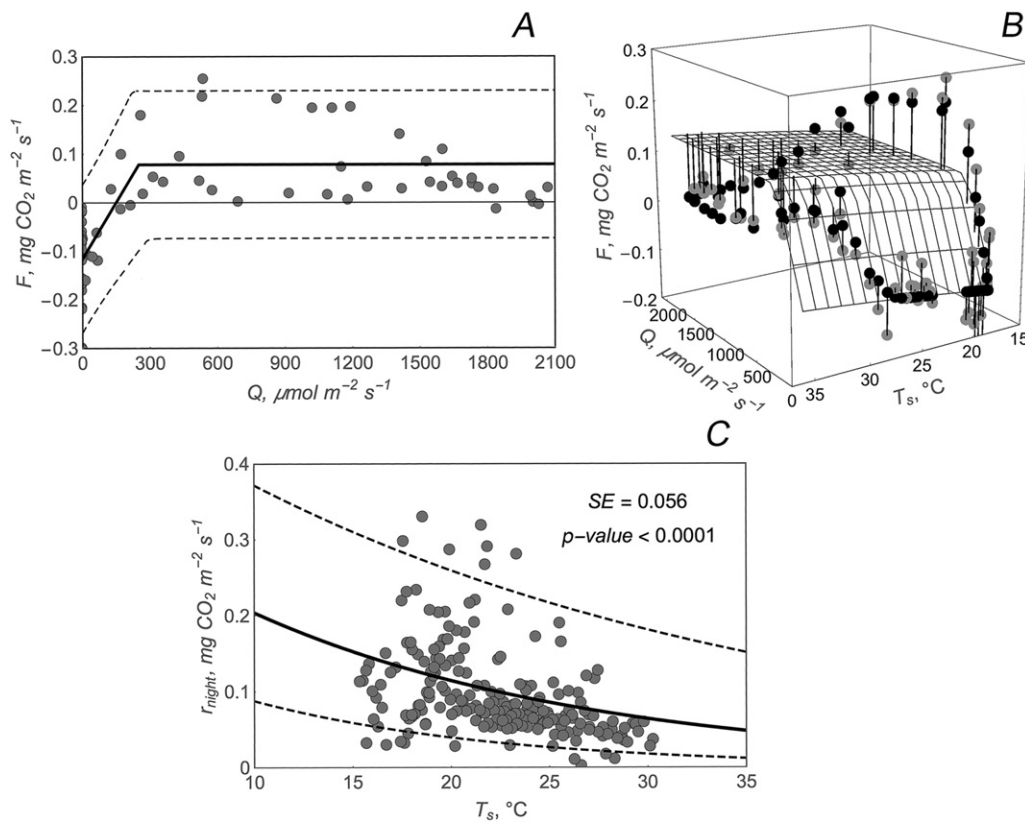 A
0.3
0.2
0.1
0
−0.1
−0.2
−0.3
F, mg CO2 m−2 s−1
0 300 600 900 1200 1500 1800 2100
Q, μmol m−2 s−1
B
0.3
0.2
0.1
0
−0.1
−0.2
F, mg CO2 m−2 s−1
2000
1500
1000
500
0
Q, μmol m−2 s−1
35 30 25 20 15
Ts, °C
C
0.4
0.3
0.2
0.1
0
rnight, mg CO2 m−2 s−1
SE = 0.056
p−value < 0.0001
10 15 20 25 30 35
Ts, °C